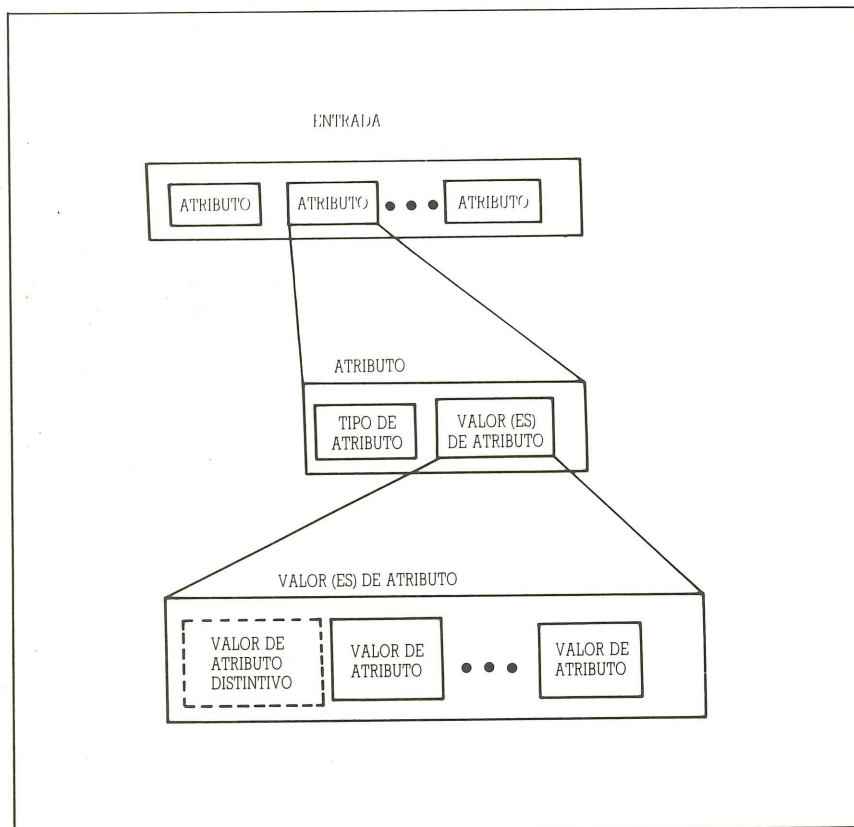 ENTRADA
ATRIBUTO
ATRIBUTO
ATRIBUTO
ATRIBUTO
TIPO DE
ATRIBUTO
VALOR (ES)
DE ATRIBUTO
VALOR (ES) DE ATRIBUTO
VALOR DE
ATRIBUTO
DISTINTIVO
VALOR DE
ATRIBUTO
VALOR DE
ATRIBUTO